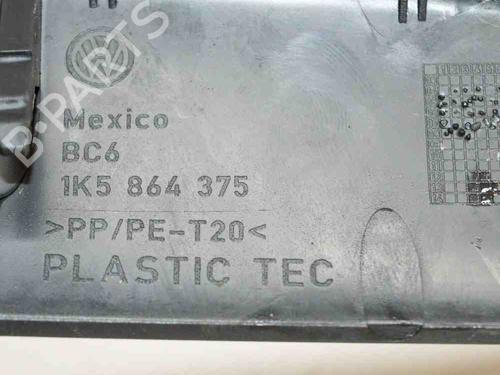 Mexico
BC6
1K5 864 375
>PP/PE-T20<
PLASTIC TEC
B-PARTS